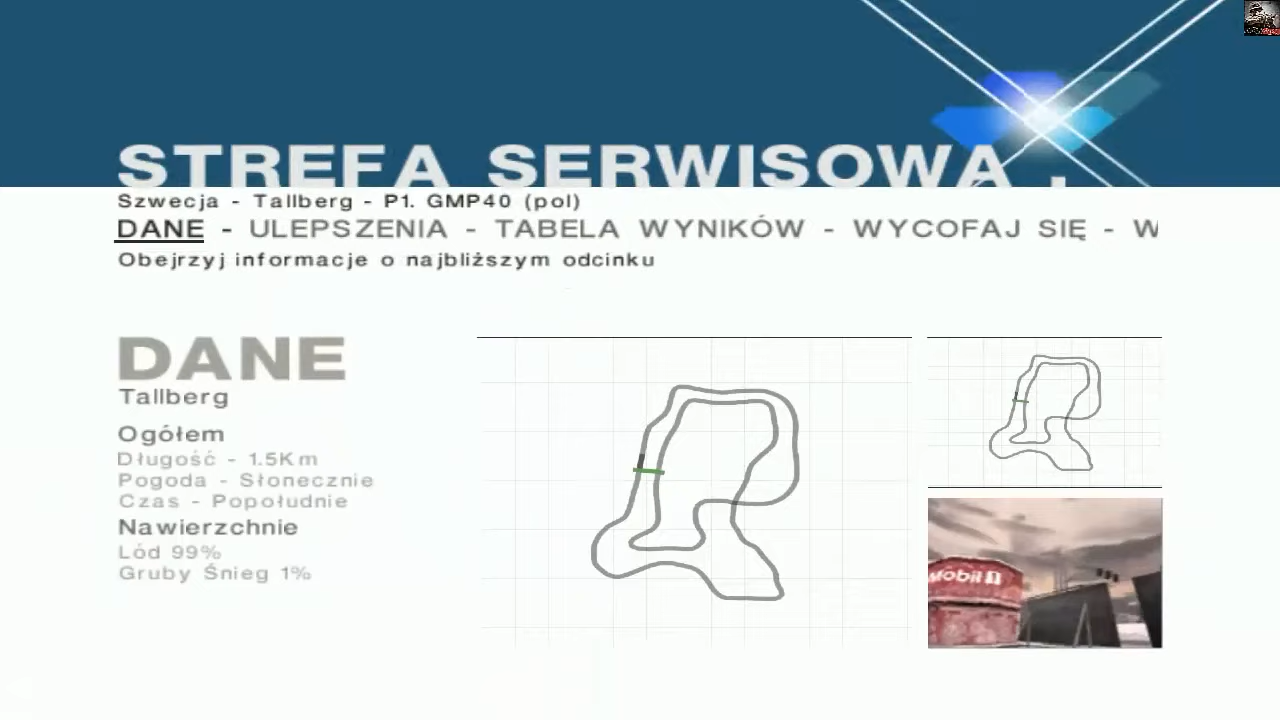 STREFA SERWISOWA .
Szwecja - Tallberg - P1. GMP40 (pol)
DANE - ULEPSZENIA - TABELA WYNIKÓW - WYCOFAJ SIĘ - W
Obejrzyj informacje o najbliższym odcinku
DANE
Tallberg
Ogółem
Długość - 1.5Km
Pogoda - Słonecznie
Czas - Popołudnie
Nawierzchnie
Lód 99%
Gruby Śnieg 1%
Mobil 1